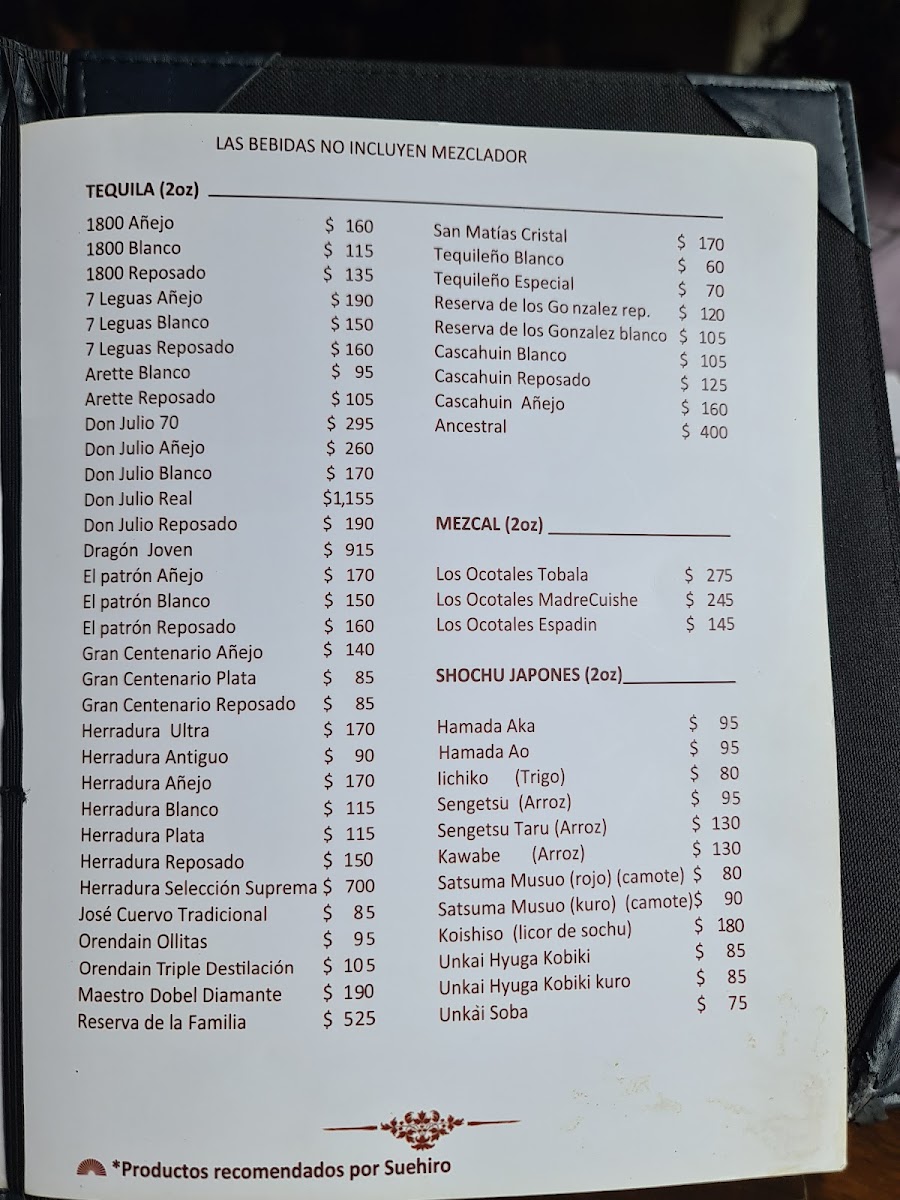 LAS BEBIDAS NO INCLUYEN MEZCLADOR
TEQUILA (2oz)
1800 Añejo $ 160
1800 Blanco $ 115
1800 Reposado $ 135
7 Leguas Añejo $ 190
7 Leguas Blanco $ 150
7 Leguas Reposado $ 160
Arette Blanco $ 95
Arette Reposado $ 105
Don Julio 70 $ 295
Don Julio Añejo $ 260
Don Julio Blanco $ 170
Don Julio Real $1,155
Don Julio Reposado $ 190
Dragón Joven $ 915
El patrón Añejo $ 170
El patrón Blanco $ 150
El patrón Reposado $ 160
Gran Centenario Añejo $ 140
Gran Centenario Plata $ 85
Gran Centenario Reposado $ 85
Herradura Ultra $ 170
Herradura Antiguo $ 90
Herradura Añejo $ 170
Herradura Blanco $ 115
Herradura Plata $ 115
Herradura Reposado $ 150
Herradura Selección Suprema $ 700
José Cuervo Tradicional $ 85
Orendain Ollitas $ 95
Orendain Triple Destilación $ 105
Maestro Dobel Diamante $ 190
Reserva de la Familia $ 525
San Matías Cristal $ 170
Tequileño Blanco $ 60
Tequileño Especial $ 70
Reserva de los Go nzalez rep. $ 120
Reserva de los Gonzalez blanco $ 105
Cascahuin Blanco $ 105
Cascahuin Reposado $ 125
Cascahuin Añejo $ 160
Ancestral $ 400
MEZCAL (2oz)
Los Ocotales Tobala $ 275
Los Ocotales MadreCuishe $ 245
Los Ocotales Espadin $ 145
SHOCHU JAPONES (2oz)
Hamada Aka $ 95
Hamada Ao $ 95
Iichiko (Trigo) $ 80
Sengetsu (Arroz) $ 95
Sengetsu Taru (Arroz) $ 130
Kawabe (Arroz) $ 130
Satsuma Musuo (rojo) (camote) $ 80
Satsuma Musuo (kuro) (camote)$ 90
Koishiso (licor de sochu) $ 180
Unkai Hyuga Kobiki $ 85
Unkai Hyuga Kobiki kuro $ 85
Unkài Soba $ 75
*Productos recomendados por Suehiro